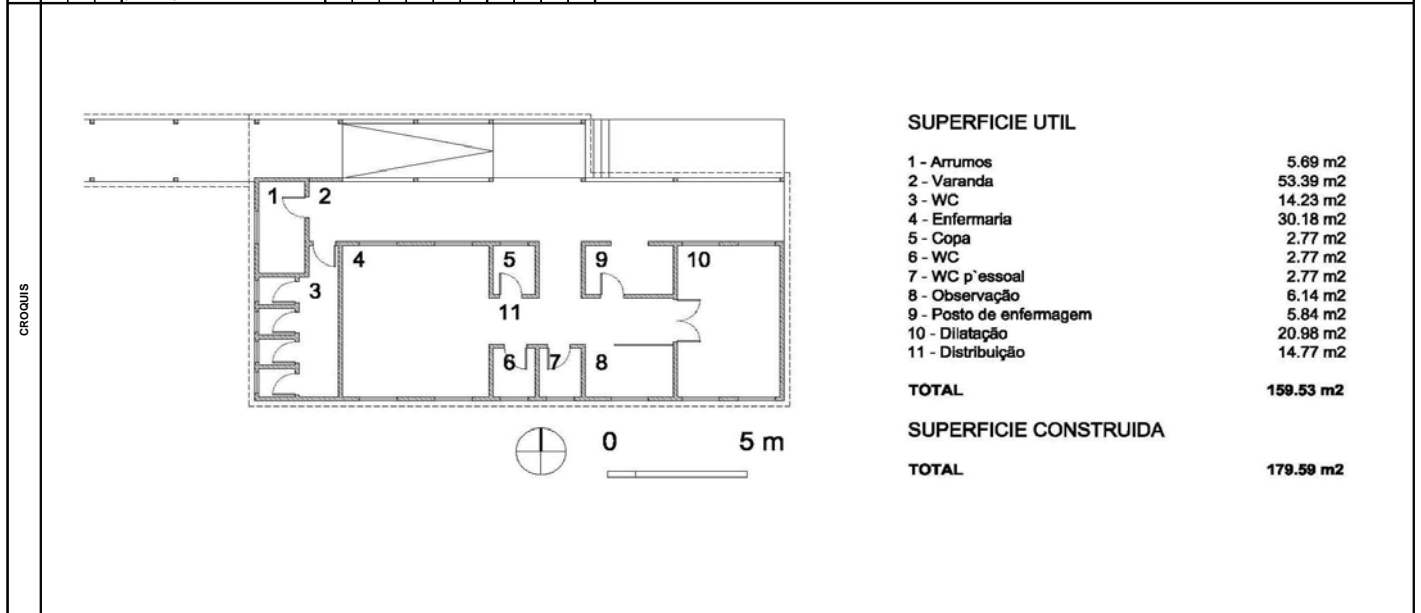 CROQUIS
1
2
3
4
5
6
7
8
9
10
11
0 5 m
SUPERFICIE UTIL
1 - Arrumos 5.69 m2
2 - Varanda 53.39 m2
3 - WC 14.23 m2
4 - Enfermaria 30.18 m2
5 - Copa 2.77 m2
6 - WC 2.77 m2
7 - WC p`essoal 2.77 m2
8 - Observação 6.14 m2
9 - Posto de enfermagem 5.84 m2
10 - Dilatação 20.98 m2
11 - Distribuição 14.77 m2
TOTAL 159.53 m2
SUPERFICIE CONSTRUIDA
TOTAL 179.59 m2